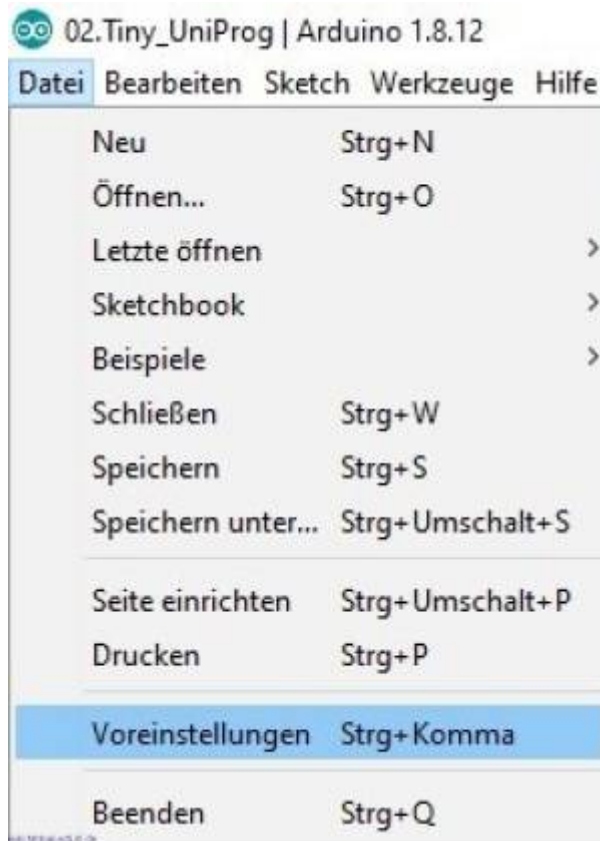 02.Tiny_UniProg | Arduino 1.8.12
Datei Bearbeiten Sketch Werkzeuge Hilfe
Neu Strg+N
Öffnen... Strg+O
Letzte öffnen
Sketchbook
Beispiele
Schließen Strg+W
Speichern Strg+S
Speichern unter... Strg+Umschalt+S
Seite einrichten Strg+Umschalt+P
Drucken Strg+P
Voreinstellungen Strg+Komma
Beenden Strg+Q